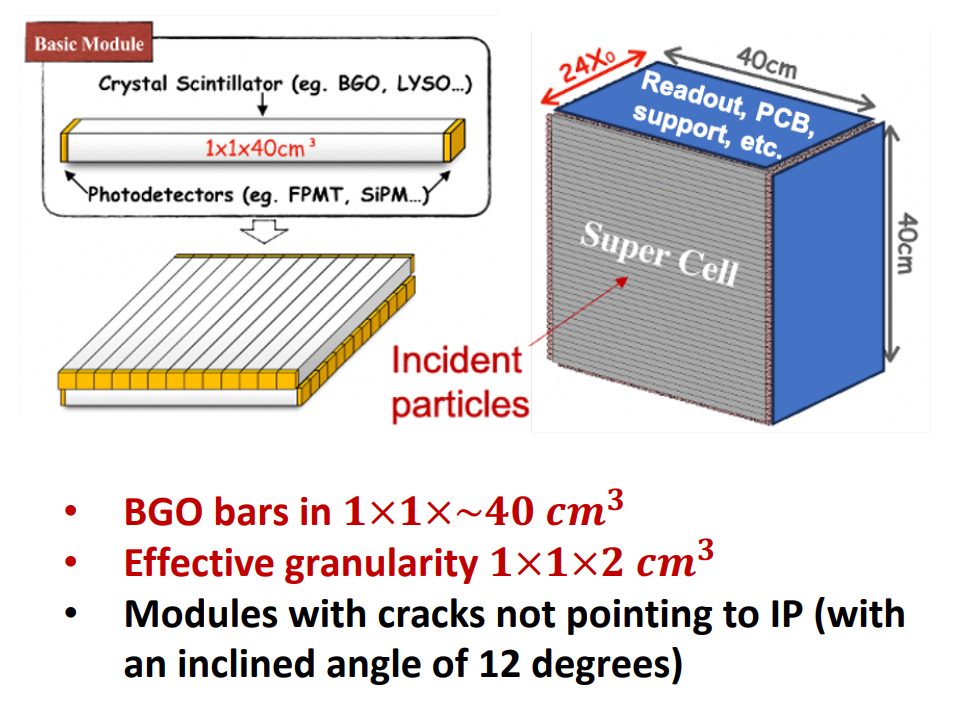 Basic Module
Crystal Scintillator (eg. BGO, LYSO...)
1x1x40cm³
Photodetectors (eg. FPMT, SiPM...)
24X₀
40cm
Readout, PCB,
support, etc.
40cm
Super Cell
Incident
particles
• BGO bars in 1×1×~40 cm³
• Effective granularity 1×1×2 cm³
• Modules with cracks not pointing to IP (with
an inclined angle of 12 degrees)